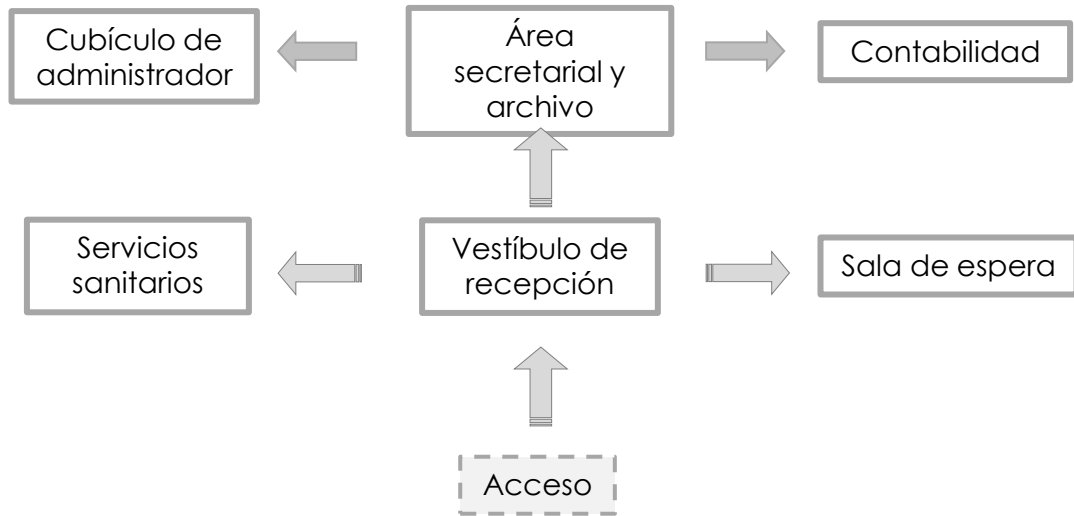 Cubículo de
administrador
Área
secretarial y
archivo
Contabilidad
Servicios
sanitarios
Vestíbulo de
recepción
Sala de espera
Acceso